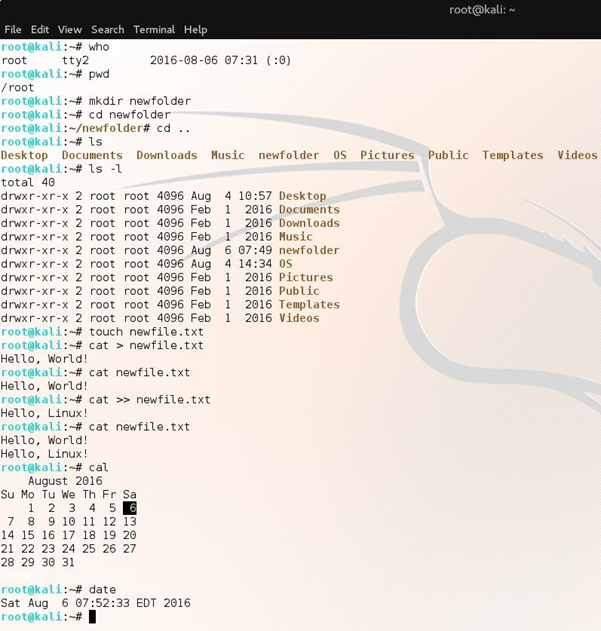 root@kali: ~
File Edit View Search Terminal Help
root@kali:~# who
root     tty2         2016-08-06 07:31 (:0)
root@kali:~# pwd
/root
root@kali:~# mkdir newfolder
root@kali:~# cd newfolder
root@kali:~/newfolder# cd ..
root@kali:~# ls
Desktop  Documents  Downloads  Music  newfolder  OS  Pictures  Public  Templates  Videos
root@kali:~# ls -l
total 40
drwxr-xr-x 2 root root 4096 Aug  4 10:57 Desktop
drwxr-xr-x 2 root root 4096 Feb  1  2016 Documents
drwxr-xr-x 2 root root 4096 Feb  1  2016 Downloads
drwxr-xr-x 2 root root 4096 Feb  1  2016 Music
drwxr-xr-x 2 root root 4096 Aug  6 07:49 newfolder
drwxr-xr-x 2 root root 4096 Aug  4 14:34 OS
drwxr-xr-x 2 root root 4096 Feb  1  2016 Pictures
drwxr-xr-x 2 root root 4096 Feb  1  2016 Public
drwxr-xr-x 2 root root 4096 Feb  1  2016 Templates
drwxr-xr-x 2 root root 4096 Feb  1  2016 Videos
root@kali:~# touch newfile.txt
root@kali:~# cat > newfile.txt
Hello, World!
root@kali:~# cat newfile.txt
Hello, World!
root@kali:~# cat >> newfile.txt
Hello, Linux!
root@kali:~# cat newfile.txt
Hello, World!
Hello, Linux!
root@kali:~# cal
    August 2016
Su Mo Tu We Th Fr Sa
    1  2  3  4  5  6
 7  8  9 10 11 12 13
14 15 16 17 18 19 20
21 22 23 24 25 26 27
28 29 30 31
root@kali:~# date
Sat Aug  6 07:52:33 EDT 2016
root@kali:~#